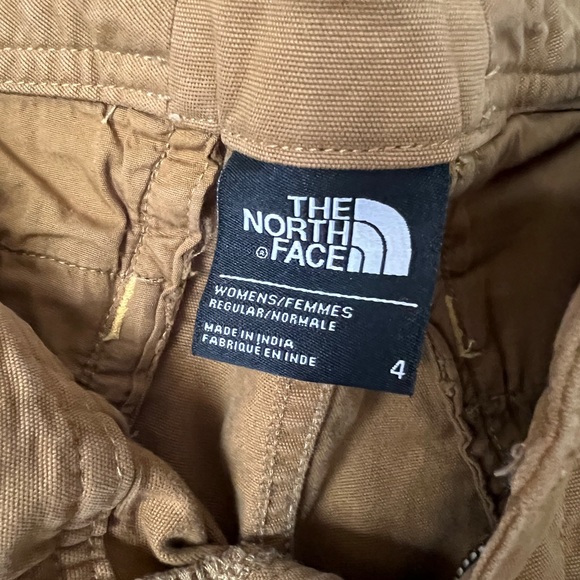 THE
NORTH
® FACE
WOMENS/FEMMES
REGULAR/NORMALE
MADE IN INDIA
FABRIQUE EN INDE
4